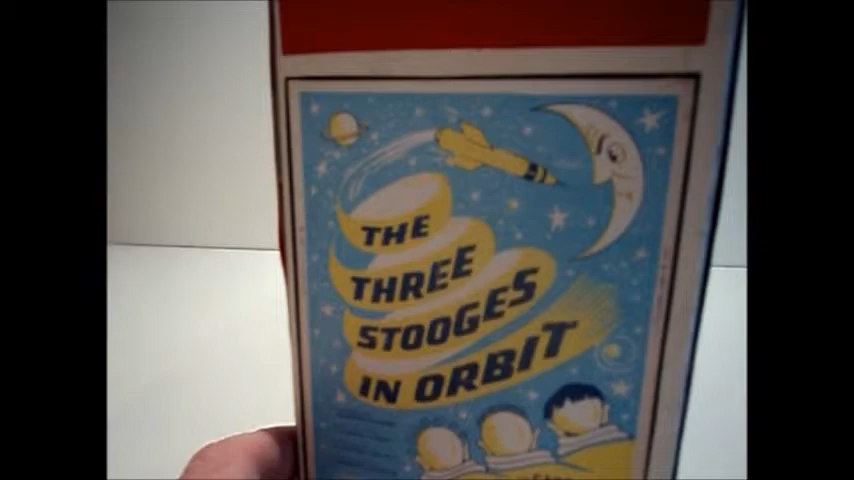 THE
THREE
STOOGES
IN ORBIT